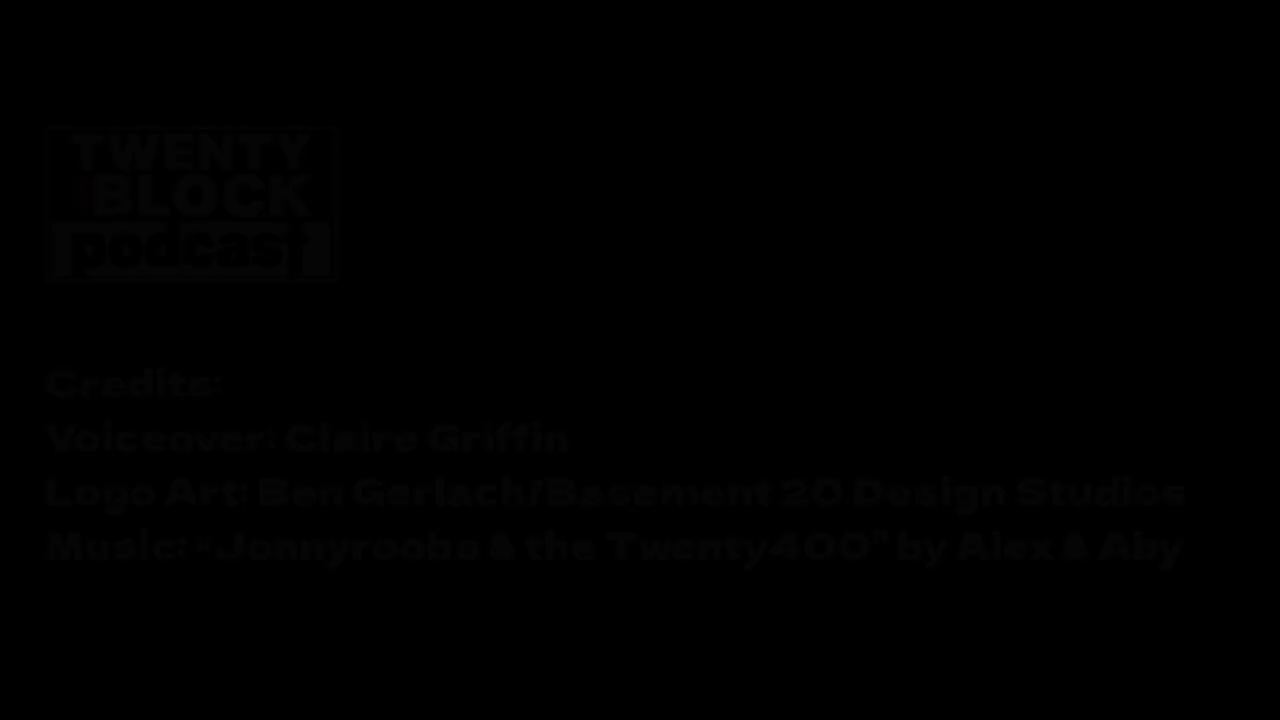 TWENTY
BLOCK
podcast
Credits:
Voiceover: Claire Griffin
Logo Art: Ben Gerlach/Basement 20 Design Studios
Music: "Jonnyroobs & the Twenty400" by Alex & Aby